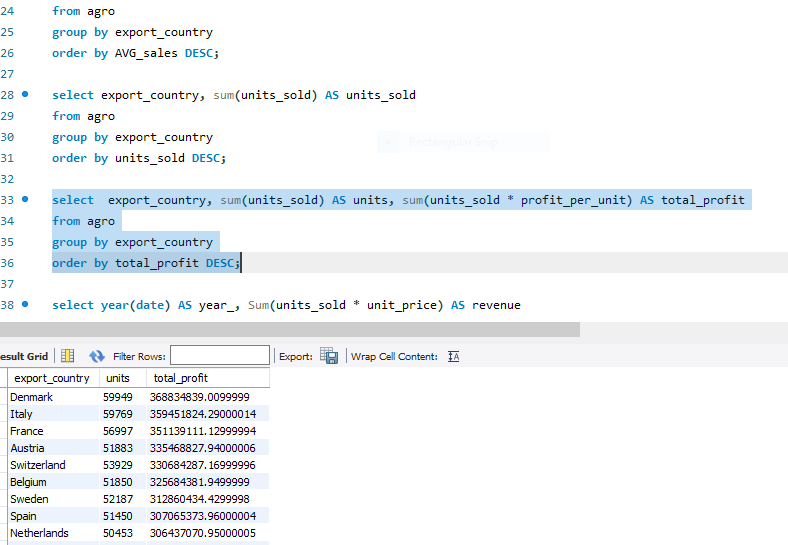 24 from agro
25 group by export_country
26 order by AVG_sales DESC;
27
28 select export_country, sum(units_sold) AS units_sold
29 from agro
30 group by export_country
31 order by units_sold DESC;
32
33 select  export_country, sum(units_sold) AS units, sum(units_sold * profit_per_unit) AS total_profit
34 from agro
35 group by export_country
36 order by total_profit DESC;
37
38 select year(date) AS year_, Sum(units_sold * unit_price) AS revenue
Rectangular Snip
esult Grid Filter Rows: Export: Wrap Cell Content: IA
export_country units total_profit
Denmark 59949 368834839.0099999
Italy 59769 359451824.29000014
France 56997 351139111.12999994
Austria 51883 335468827.94000006
Switzerland 53929 330684287.16999996
Belgium 51850 325684381.9499999
Sweden 52187 312860434.4299998
Spain 51450 307065373.96000004
Netherlands 50453 306437070.95000005